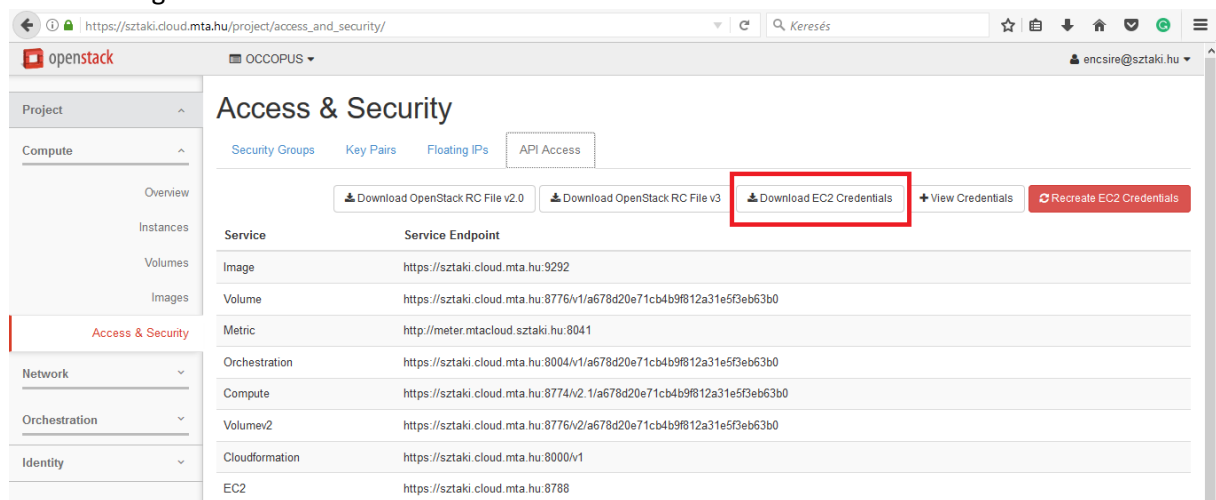 https://sztaki.cloud.mta.hu/project/access_and_security/ Keresés
openstack OCCOPUS encsire@sztaki.hu
Project
Compute
Overview
Instances
Volumes
Images
Access & Security
Network
Orchestration
Identity
Access & Security
Security Groups Key Pairs Floating IPs API Access
Download OpenStack RC File v2.0 Download OpenStack RC File v3 Download EC2 Credentials View Credentials Recreate EC2 Credentials
Service Service Endpoint
Image https://sztaki.cloud.mta.hu:9292
Volume https://sztaki.cloud.mta.hu:8776/v1/a678d20e71cb4b9f812a31e5f3eb63b0
Metric http://meter.mtacloud.sztaki.hu:8041
Orchestration https://sztaki.cloud.mta.hu:8004/v1/a678d20e71cb4b9f812a31e5f3eb63b0
Compute https://sztaki.cloud.mta.hu:8774/v2.1/a678d20e71cb4b9f812a31e5f3eb63b0
Volumev2 https://sztaki.cloud.mta.hu:8776/v2/a678d20e71cb4b9f812a31e5f3eb63b0
Cloudformation https://sztaki.cloud.mta.hu:8000/v1
EC2 https://sztaki.cloud.mta.hu:8788